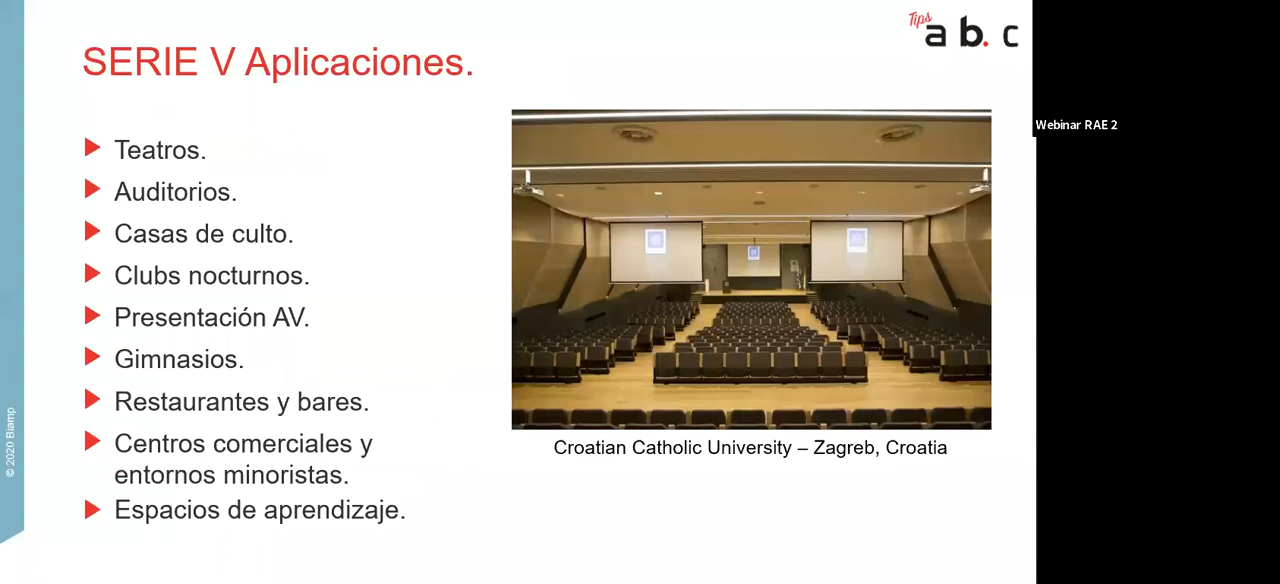 Tips
a b. c
SERIE V Aplicaciones.
Webinar RAE 2
Teatros.
Auditorios.
Casas de culto.
Clubs nocturnos.
Presentación AV.
Gimnasios.
Restaurantes y bares.
Centros comerciales y
entornos minoristas.
Espacios de aprendizaje.
Croatian Catholic University – Zagreb, Croatia
© 2020 Biamp